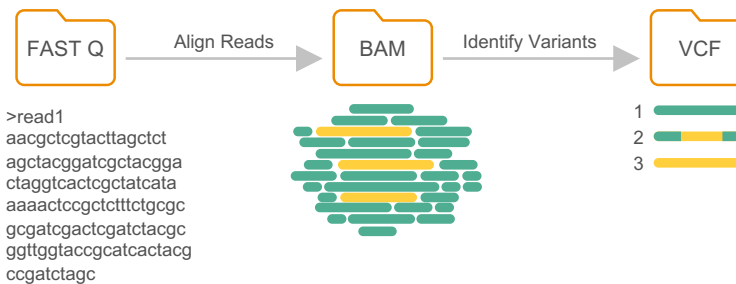 FAST Q
Align Reads
BAM
Identify Variants
VCF
>read1
aacgctcgtacttagctct
agctacggatcgctacgga
ctaggtcactcgctatcata
aaaactccgctctttctgcgc
gcgatcgactcgatctacgc
ggttggtaccgcatcactacg
ccgatctagc
1
2
3